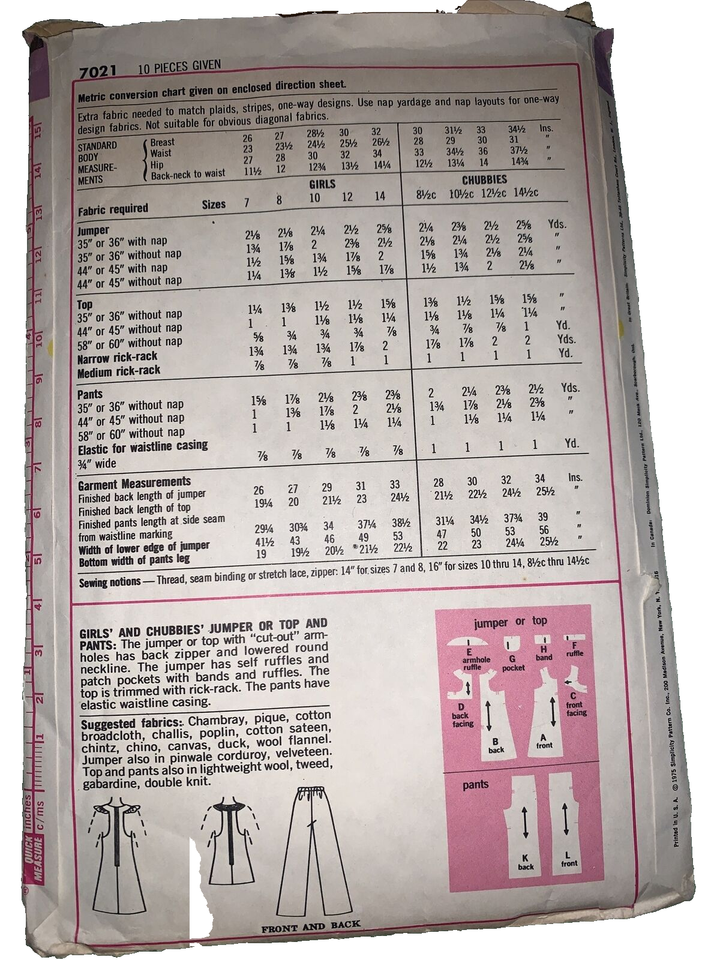 7021 10 PIECES GIVEN
Metric conversion chart given on enclosed direction sheet.
Extra fabric needed to match plaids, stripes, one-way designs. Use nap yardage and nap layouts for one-way
design fabrics. Not suitable for obvious diagonal fabrics.
STANDARD BODY MEASURE-MENTS
Breast 26 27 28½ 30 32 30 31½ 33 34½ Ins.
Waist 23 23½ 24½ 25½ 26½ 28 29 30 31 "
Hip 27 28 30 32 34 33 34½ 36 37½ "
Back-neck to waist 11½ 12 12¾ 13½ 14¼ 12½ 13¼ 14 14¾ "
GIRLS CHUBBIES
Fabric required Sizes 7 8 10 12 14 8½c 10½c 12½c 14½c
Jumper
35" or 36" with nap 2⅛ 2⅛ 2¼ 2½ 2⅝ 2¼ 2⅜ 2½ 2⅝ Yds.
35" or 36" without nap 1¾ 1⅞ 2 2⅜ 2½ 2⅛ 2¼ 2½ 2⅝ "
44" or 45" with nap 1½ 1⅝ 1¾ 1⅞ 2 1⅝ 1¾ 2⅛ 2¼ "
44" or 45" without nap 1¼ 1⅜ 1½ 1⅝ 1⅞ 1½ 1¾ 2 2⅛ "
Top
35" or 36" without nap 1¼ 1⅜ 1½ 1½ 1⅝ 1⅜ 1½ 1⅝ 1⅝ "
44" or 45" without nap 1 1 1⅛ 1⅛ 1¼ 1⅛ 1⅛ 1¼ 1¼ "
58" or 60" without nap ⅝ ¾ ¾ ¾ ⅞ ¾ ⅞ ⅞ 1 Yd.
Narrow rick-rack 1¾ 1¾ 1¾ 1⅞ 2 1⅞ 1⅞ 2 2 Yds.
Medium rick-rack ⅞ ⅞ ⅞ 1 1 1 1 1 1 Yd.
Pants
35" or 36" without nap 1⅝ 1⅞ 2⅛ 2⅜ 2⅜ 2 2¼ 2⅜ 2½ Yds.
44" or 45" without nap 1 1⅜ 1⅞ 2 2⅛ 1¾ 1⅞ 2⅛ 2⅜ "
58" or 60" without nap 1 1 1⅛ 1¼ 1¼ 1 1⅛ 1¼ 1¼ "
Elastic for waistline casing
¾" wide ⅞ ⅞ ⅞ ⅞ ⅞ 1 1 1 1 Yd.
Garment Measurements
Finished back length of jumper 26 27 29 31 33 28 30 32 34 Ins.
Finished back length of top 19¼ 20 21½ 23 24½ 21½ 22½ 24½ 25½ "
Finished pants length at side seam
from waistline marking 29¼ 30¾ 34 37¼ 38½ 31¼ 34½ 37¾ 39 "
Width of lower edge of jumper 41½ 43 46 49 53 47 50 53 56 "
Bottom width of pants leg 19 19½ 20½ 21½ 22½ 22 23 24¼ 25½ "
Sewing notions — Thread, seam binding or stretch lace, zipper: 14" for sizes 7 and 8, 16" for sizes 10 thru 14, 8½c thru 14½c
GIRLS' AND CHUBBIES' JUMPER OR TOP AND
PANTS: The jumper or top with "cut-out" arm-
holes has back zipper and lowered round
neckline. The jumper has self ruffles and
patch pockets with bands and ruffles. The
top is trimmed with rick-rack. The pants have
elastic waistline casing.
Suggested fabrics: Chambray, pique, cotton
broadcloth, challis, poplin, cotton sateen,
chintz, chino, canvas, duck, wool flannel.
Jumper also in pinwale corduroy, velveteen.
Top and pants also in lightweight wool, tweed,
gabardine, double knit.
FRONT AND BACK
jumper or top
E armhole ruffle
G pocket
H band
F ruffle
D back facing
B back
A front
C front facing
pants
K back
L front
QUICK inches
MEASURE c/ms
1
2
3
4
5
6
7
8
9
10
11
12
13
14
15
Printed in U. S. A. © 1975 Simplicity Pattern Co. Inc., 200 Madison Avenue, New York, N. Y.